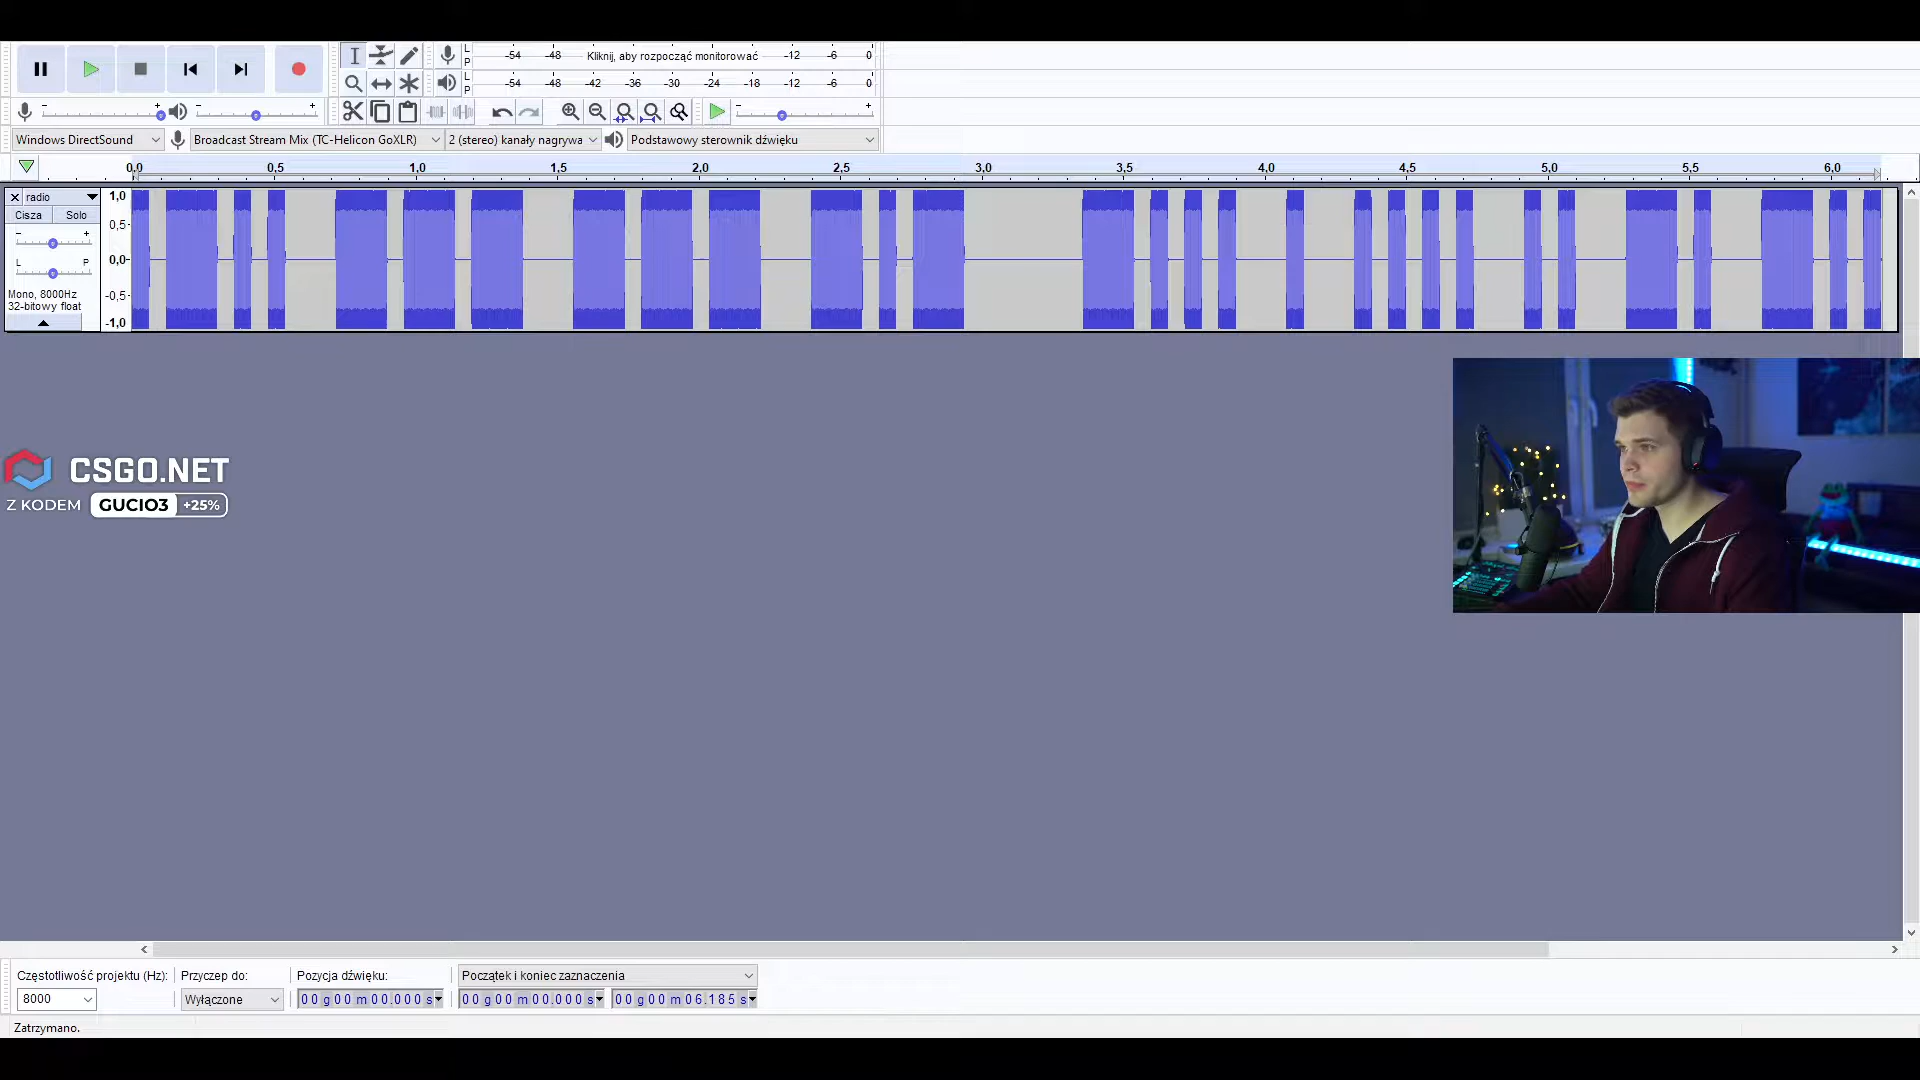 -54 -48 Kliknij, aby rozpocząć monitorować -12 -6 0
L
P
-54 -48 -42 -36 -30 -24 -18 -12 -6 0
L
P
Windows DirectSound
Broadcast Stream Mix (TC-Helicon GoXLR)
2 (stereo) kanały nagrywa
Podstawowy sterownik dźwięku
0,0 0,5 1,0 1,5 2,0 2,5 3,0 3,5 4,0 4,5 5,0 5,5 6,0
radio
Cisza Solo
L P
Mono, 8000Hz
32-bitowy float
1,0
0,5
0,0
-0,5
-1,0
CSGO.NET
Z KODEM GUCIO3 +25%
Częstotliwość projektu (Hz): Przyczep do: Pozycja dźwięku: Początek i koniec zaznaczenia
8000 Wyłączone 00 g 00 m 00.000 s 00 g 00 m 00.000 s 00 g 00 m 06.185 s
Zatrzymano.